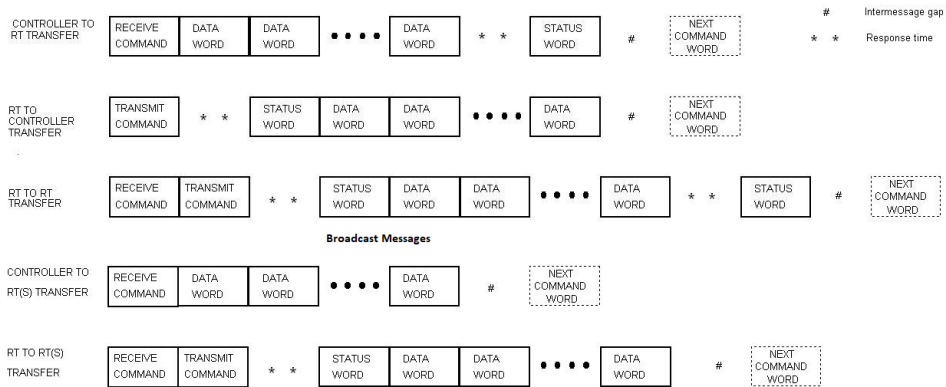 CONTROLLER TO
RT TRANSFER
RECEIVE
COMMAND
DATA
WORD
DATA
WORD
DATA
WORD
* *
STATUS
WORD
#
NEXT
COMMAND
WORD
# Intermessage gap
* * Response time
RT TO
CONTROLLER
TRANSFER
TRANSMIT
COMMAND
* *
STATUS
WORD
DATA
WORD
DATA
WORD
DATA
WORD
#
NEXT
COMMAND
WORD
RT TO RT
TRANSFER
RECEIVE
COMMAND
TRANSMIT
COMMAND
* *
STATUS
WORD
DATA
WORD
DATA
WORD
DATA
WORD
* *
STATUS
WORD
#
NEXT
COMMAND
WORD
Broadcast Messages
CONTROLLER TO
RT(S) TRANSFER
RECEIVE
COMMAND
DATA
WORD
DATA
WORD
DATA
WORD
#
NEXT
COMMAND
WORD
RT TO RT(S)
TRANSFER
RECEIVE
COMMAND
TRANSMIT
COMMAND
* *
STATUS
WORD
DATA
WORD
DATA
WORD
DATA
WORD
#
NEXT
COMMAND
WORD